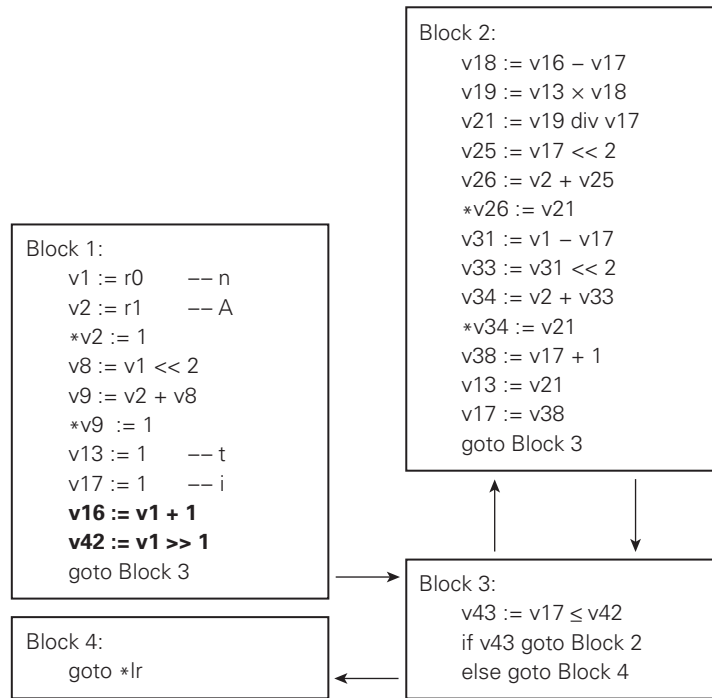 Block 1:
v1 := r0 –– n
v2 := r1 –– A
*v2 := 1
v8 := v1 << 2
v9 := v2 + v8
*v9 := 1
v13 := 1 –– t
v17 := 1 –– i
v16 := v1 + 1
v42 := v1 >> 1
goto Block 3
Block 2:
v18 := v16 – v17
v19 := v13 × v18
v21 := v19 div v17
v25 := v17 << 2
v26 := v2 + v25
*v26 := v21
v31 := v1 – v17
v33 := v31 << 2
v34 := v2 + v33
*v34 := v21
v38 := v17 + 1
v13 := v21
v17 := v38
goto Block 3
Block 3:
v43 := v17 ≤ v42
if v43 goto Block 2
else goto Block 4
Block 4:
goto *lr